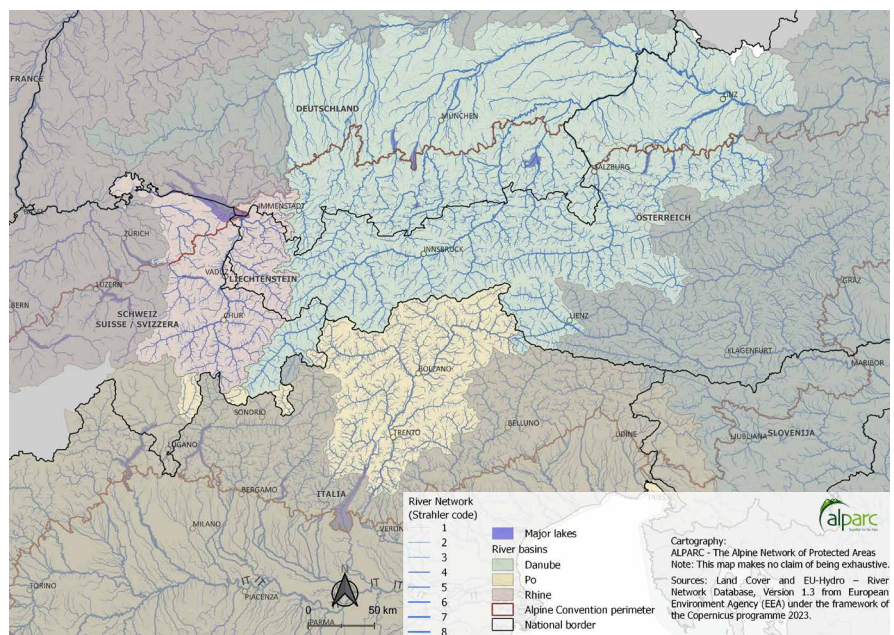 FRANCE
DEUTSCHLAND
MÜNCHEN
LINZ
SALZBURG
IMMENSTADT
ÖSTERREICH
ZÜRICH
INNSBRUCK
VADUZ
LIECHTENSTEIN
LUZERN
GRAZ
BERN
SCHWEIZ
SUISSE / SVIZZERA
CHUR
LIENZ
KLAGENFURT
MARIBOR
BOLZANO
SONDRIO
BELLUNO
TRENTO
UDINE
LJUBLJANA
SLOVENIJA
LUGANO
BERGAMO
ITALIA
MILANO
VERON
TORINO
PIACENZA
PARMA
N
0 50 km
River Network
(Strahler code)
1
2
3
4
5
6
7
8
Major lakes
River basins
Danube
Po
Rhine
Alpine Convention perimeter
National border
alparc
Cartography:
ALPARC - The Alpine Network of Protected Areas
Note: This map makes no claim of being exhaustive.
Sources: Land Cover and EU-Hydro – River
Network Database, Version 1.3 from European
Environment Agency (EEA) under the framework of
the Copernicus programme 2023.